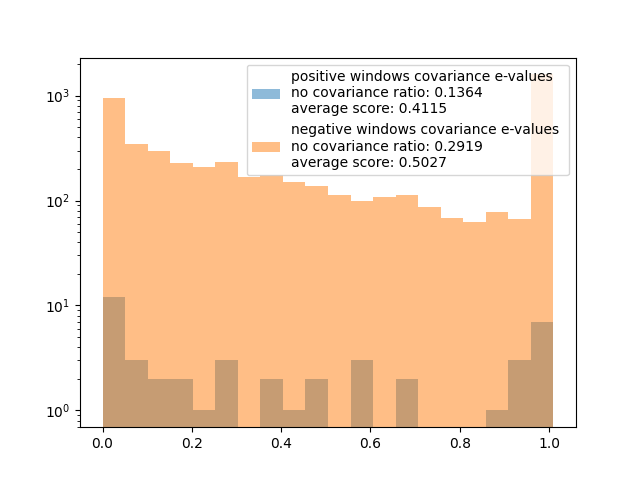 positive windows covariance e-values
no covariance ratio: 0.1364
average score: 0.4115
negative windows covariance e-values
no covariance ratio: 0.2919
average score: 0.5027
10³
10²
10¹
10⁰
0.0 0.2 0.4 0.6 0.8 1.0